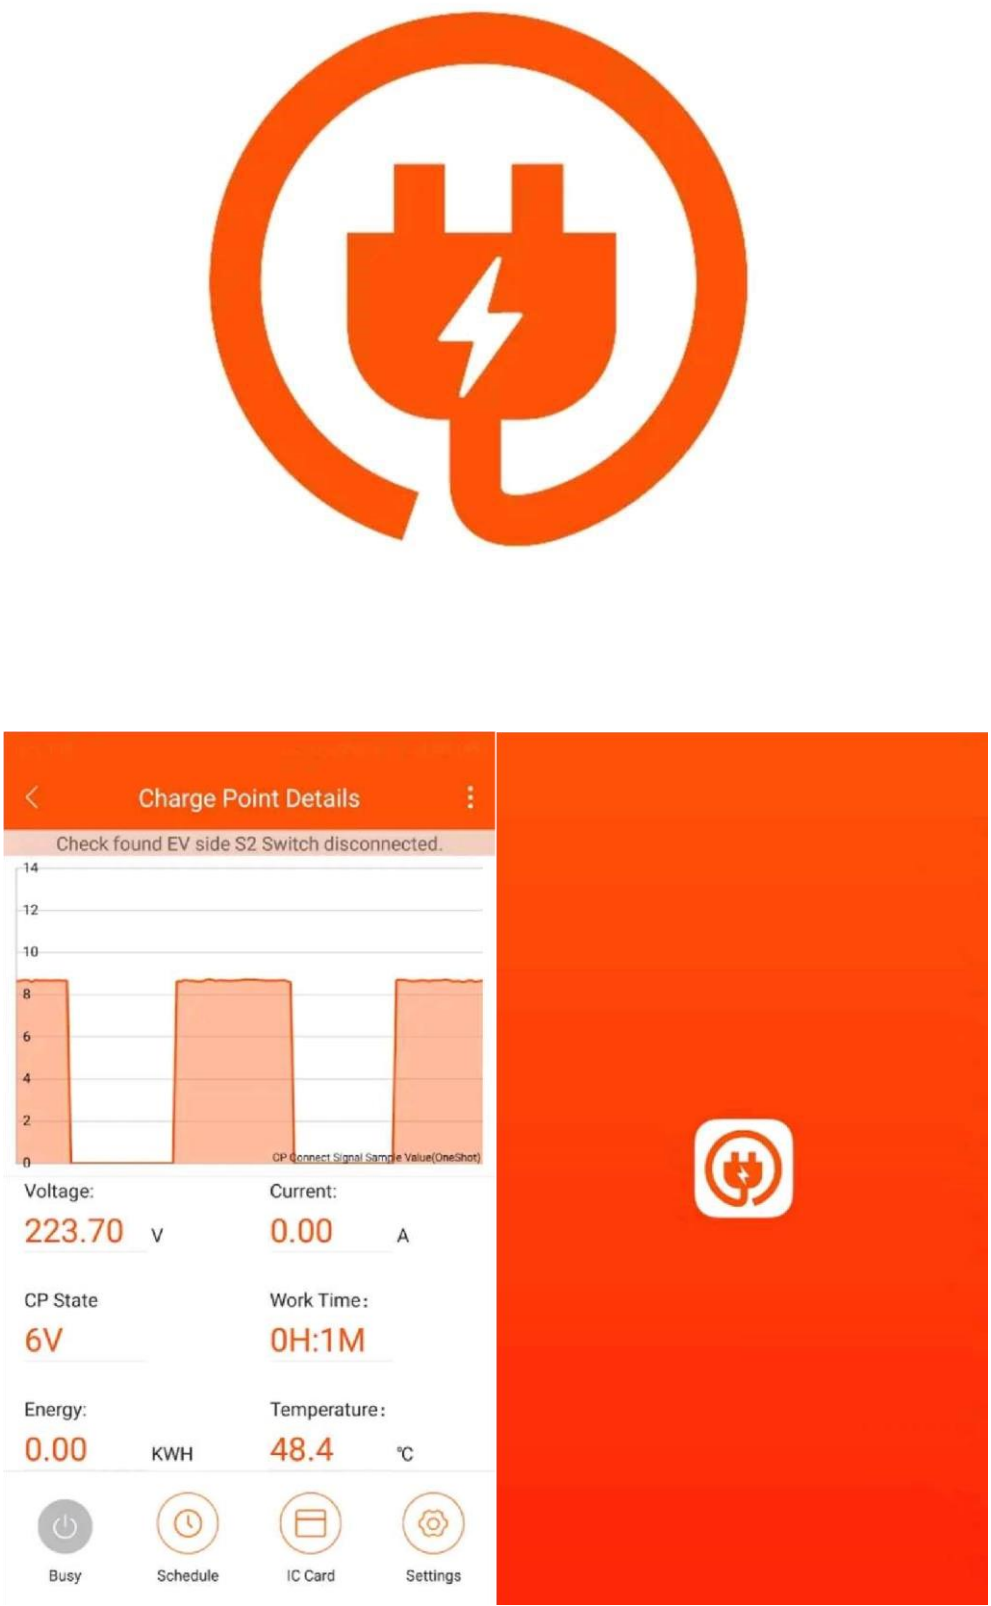 Charge Point Details
Check found EV side S2 Switch disconnected.
14
12
10
8
6
4
2
0
CP Connect Signal Sample Value(OneShot)
Voltage: Current:
223.70 V 0.00 A
CP State Work Time:
6V 0H:1M
Energy: Temperature:
0.00 KWH 48.4 ℃
Busy Schedule IC Card Settings